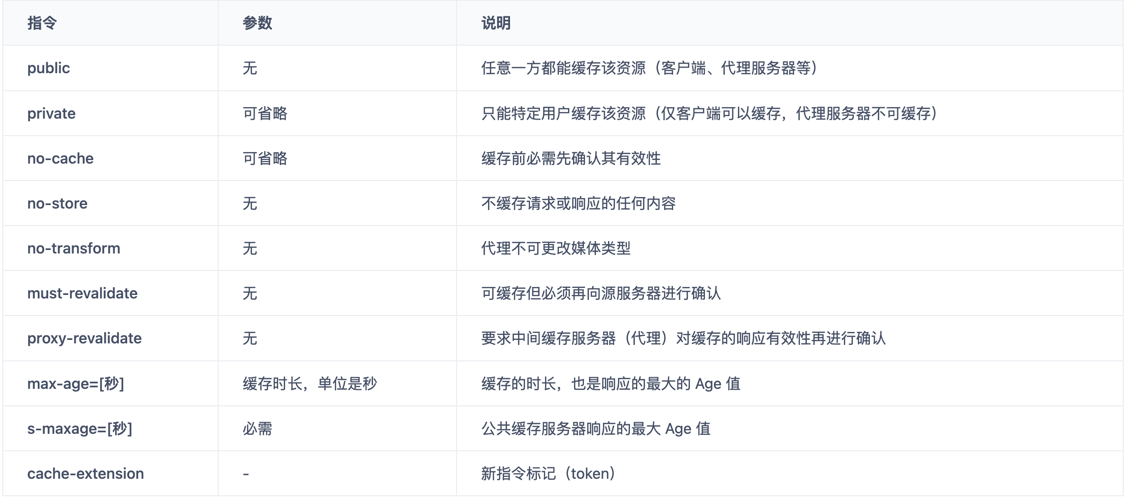 指令 参数 说明
public 无 任意一方都能缓存该资源（客户端、代理服务器等）
private 可省略 只能特定用户缓存该资源（仅客户端可以缓存，代理服务器不可缓存）
no-cache 可省略 缓存前必需先确认其有效性
no-store 无 不缓存请求或响应的任何内容
no-transform 无 代理不可更改媒体类型
must-revalidate 无 可缓存但必须再向源服务器进行确认
proxy-revalidate 无 要求中间缓存服务器（代理）对缓存的响应有效性再进行确认
max-age=[秒] 缓存时长，单位是秒 缓存的时长，也是响应的最大的 Age 值
s-maxage=[秒] 必需 公共缓存服务器响应的最大 Age 值
cache-extension - 新指令标记（token）